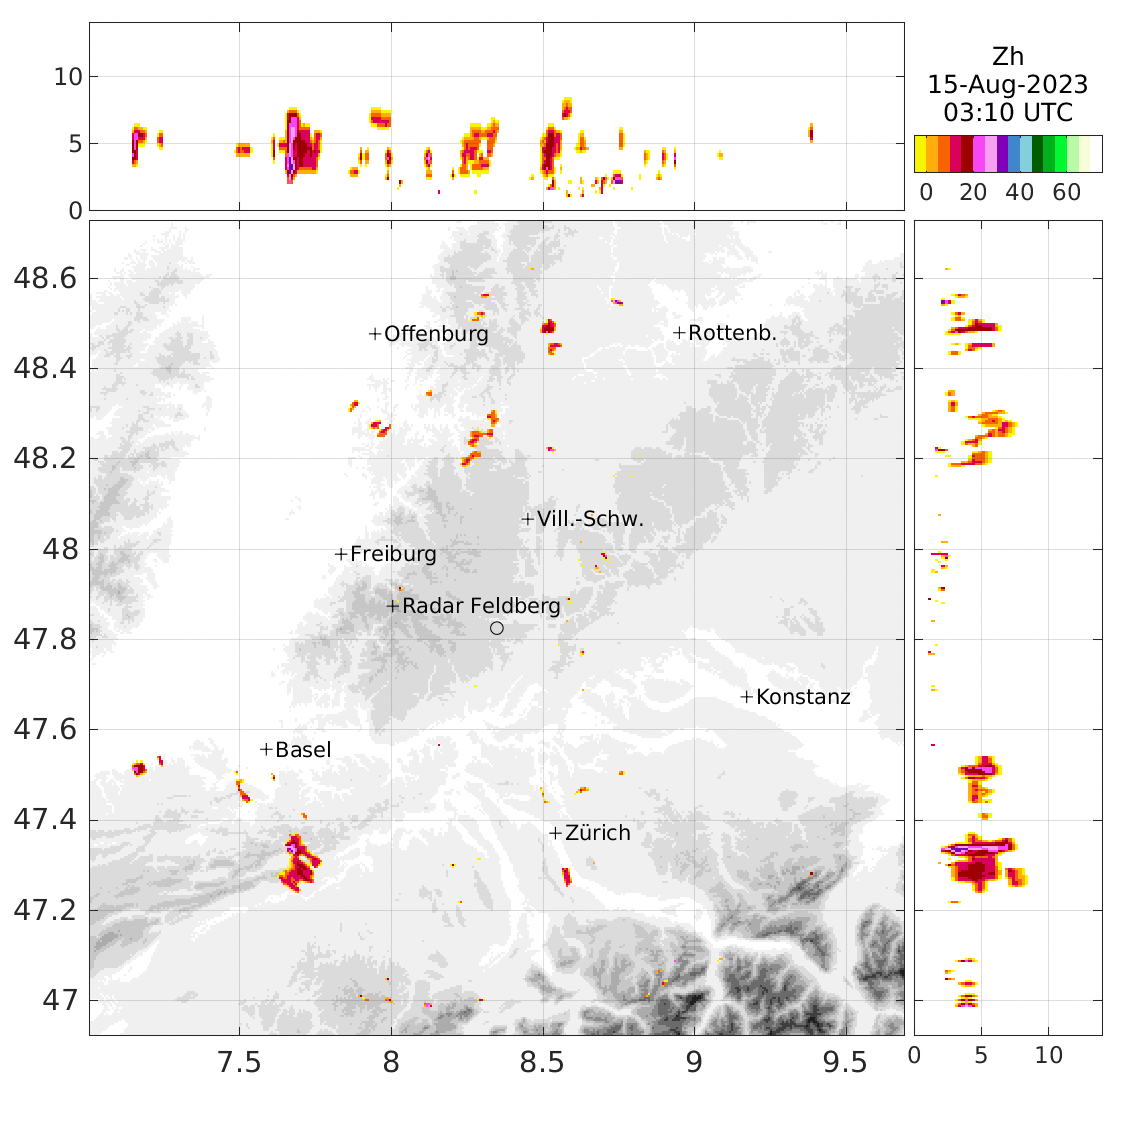 Zh
15-Aug-2023
03:10 UTC
0 20 40 60
10
5
0
48.6
48.4
48.2
48
47.8
47.6
47.4
47.2
47
+Offenburg
+Rottenb.
+Vill.-Schw.
+Freiburg
+Radar Feldberg
+Konstanz
+Basel
+Zürich
7.5 8 8.5 9 9.5
0 5 10